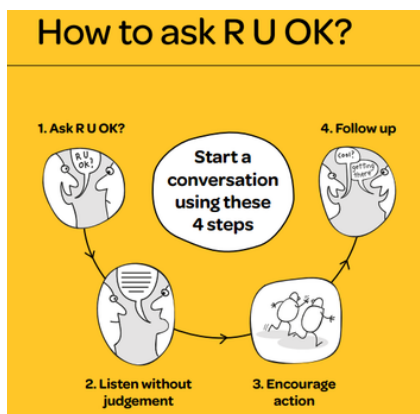 How to ask R U OK?
1. Ask R U OK?
R U
OK?
Start a
conversation
using these
4 steps
4. Follow up
Cool?
getting
there
2. Listen without
judgement
3. Encourage
action